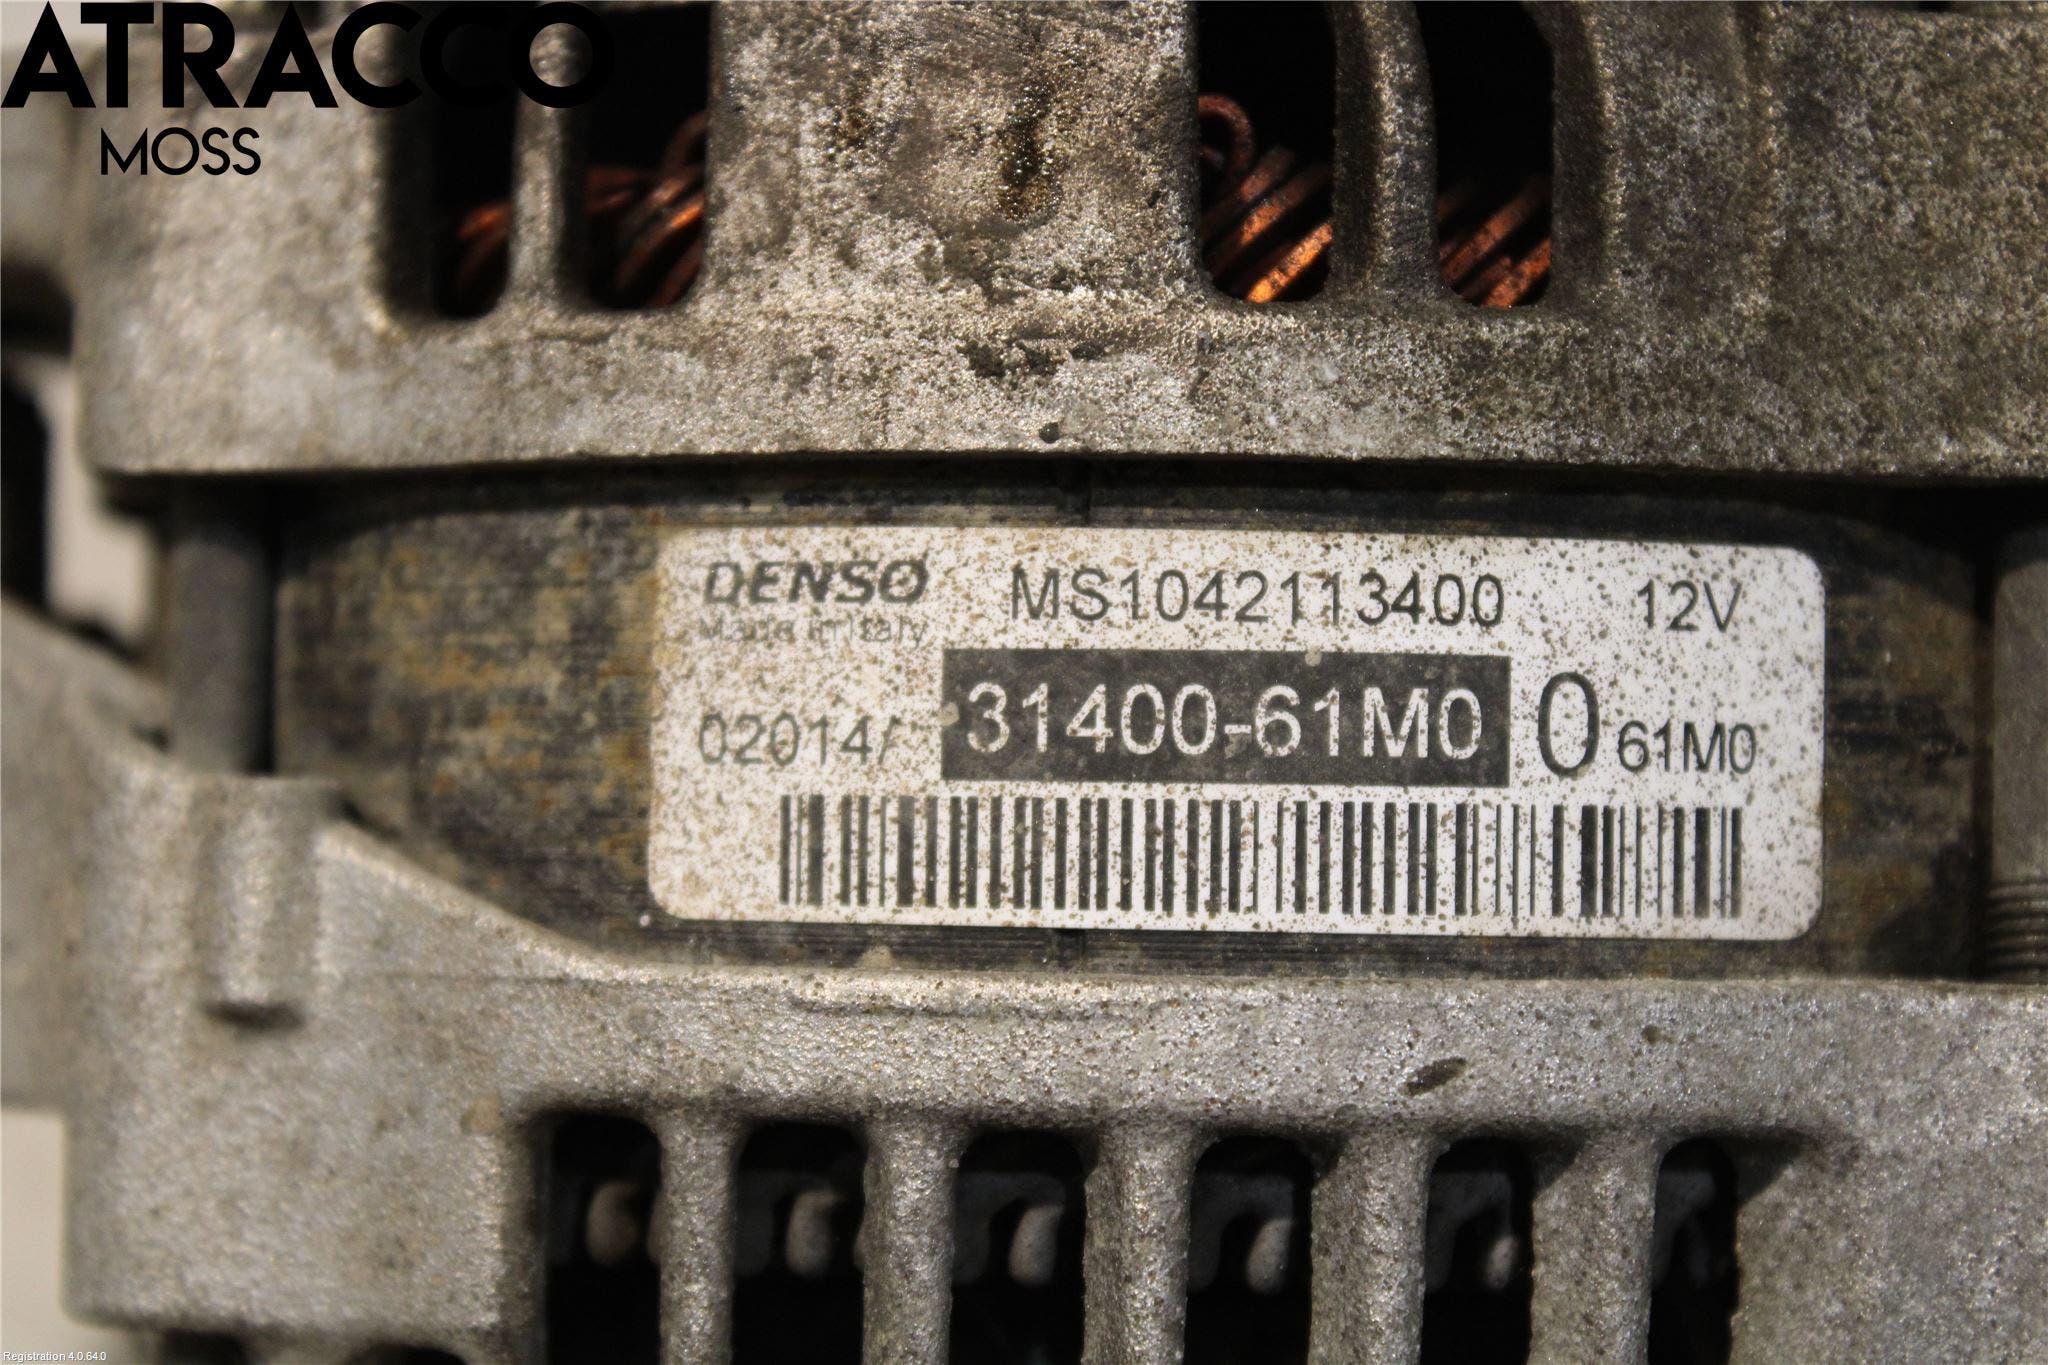 ATRACCO
MOSS
DENSO MS1042113400 12V
Made in Italy
02014/ 31400-61M0 0 61M0
Registration 4.0.64.0